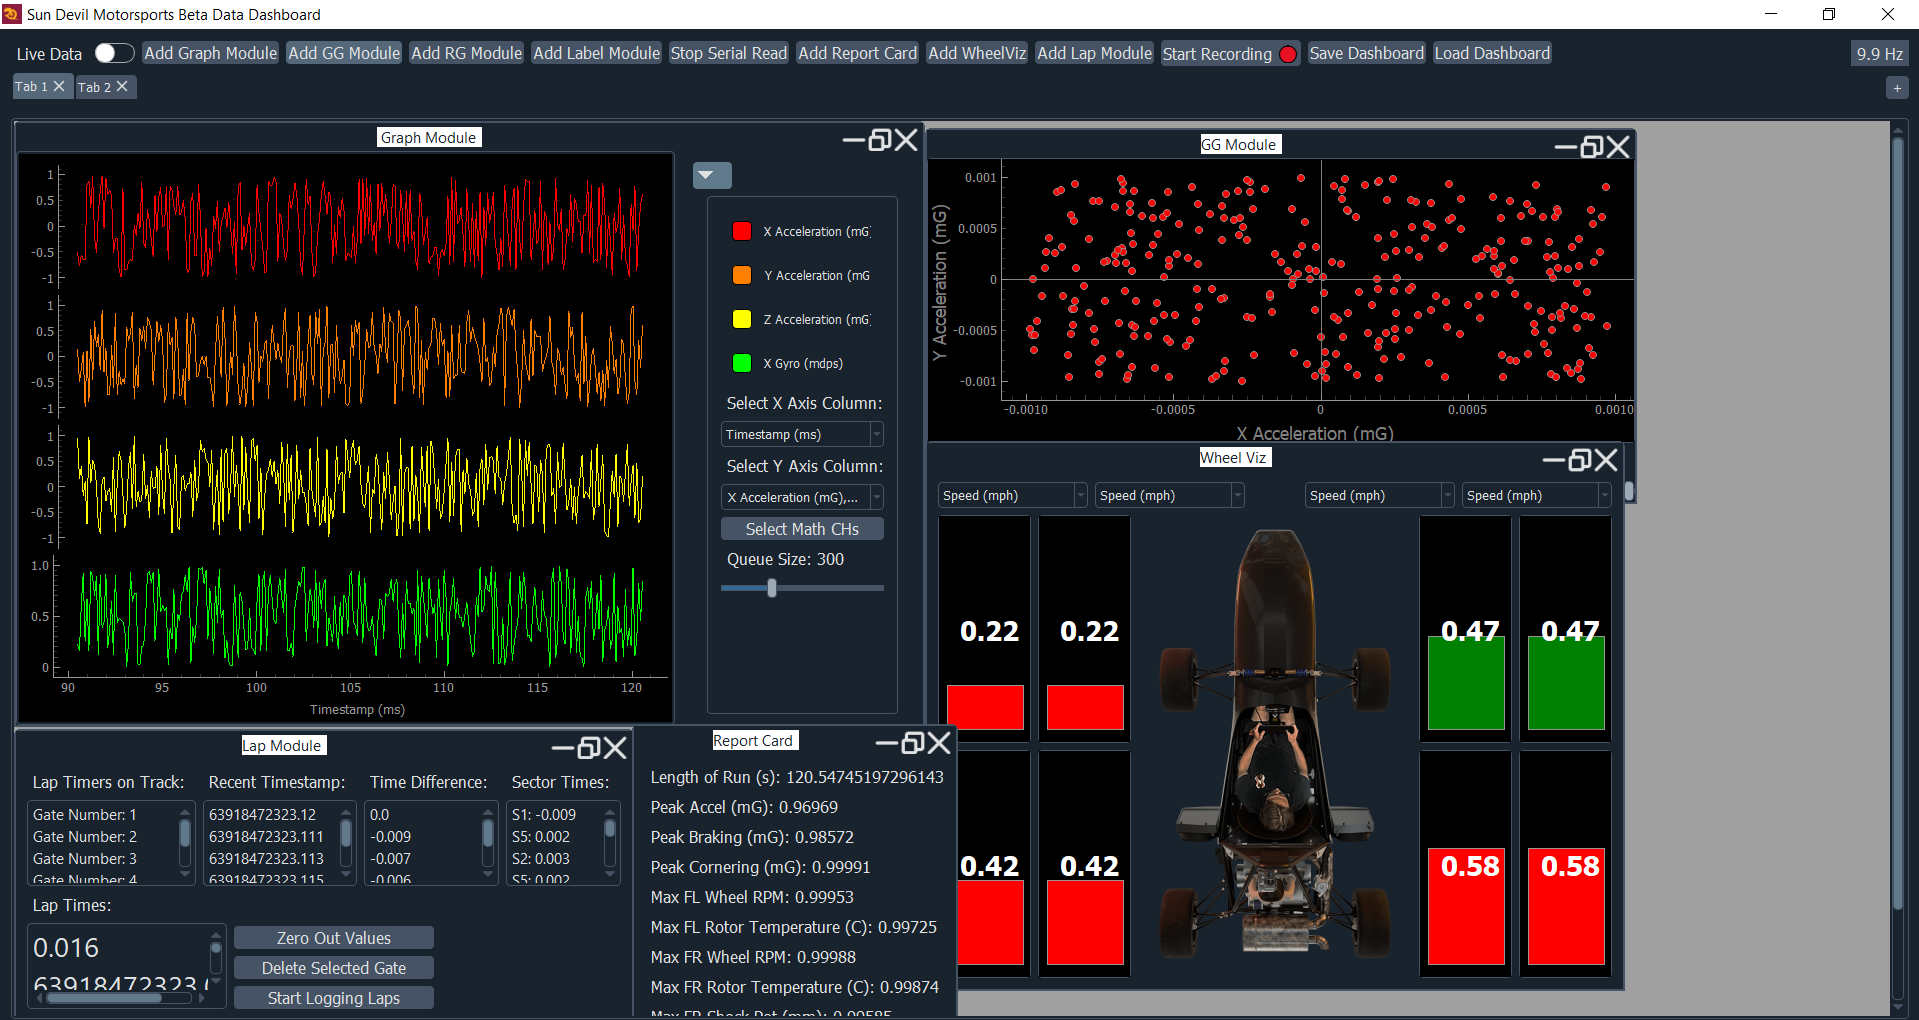 Sun Devil Motorsports Beta Data Dashboard
Live Data Add Graph Module Add GG Module Add RG Module Add Label Module Stop Serial Read Add Report Card Add WheelViz Add Lap Module Start Recording Save Dashboard Load Dashboard 9.9 Hz
Tab 1 Tab 2 +
Graph Module
1
0.5
0
-0.5
-1
1
0.5
0
-0.5
-1
1
0.5
0
-0.5
-1
1.0
0.5
0
90 95 100 105 110 115 120
Timestamp (ms)
X Acceleration (mG)
Y Acceleration (mG
Z Acceleration (mG)
X Gyro (mdps)
Select X Axis Column:
Timestamp (ms)
Select Y Axis Column:
X Acceleration (mG),...
Select Math CHs
Queue Size: 300
GG Module
Y Acceleration (mG)
0.001
0.0005
0
-0.0005
-0.001
-0.0010 -0.0005 0 0.0005 0.0010
X Acceleration (mG)
Wheel Viz
Speed (mph) Speed (mph) Speed (mph) Speed (mph)
0.22 0.22 0.47 0.47
0.42 0.42 0.58 0.58
Lap Module
Lap Timers on Track: Recent Timestamp: Time Difference: Sector Times:
Gate Number: 1 63918472323.12 0.0 S1: -0.009
Gate Number: 2 63918472323.111 -0.009 S5: 0.002
Gate Number: 3 63918472323.113 -0.007 S2: 0.003
Gate Number: 4 63918472323.115 -0.006 S5: 0.002
Lap Times:
0.016
63918472323.
Zero Out Values
Delete Selected Gate
Start Logging Laps
Report Card
Length of Run (s): 120.54745197296143
Peak Accel (mG): 0.96969
Peak Braking (mG): 0.98572
Peak Cornering (mG): 0.99991
Max FL Wheel RPM: 0.99953
Max FL Rotor Temperature (C): 0.99725
Max FR Wheel RPM: 0.99988
Max FR Rotor Temperature (C): 0.99874
Max FR Shock Pot (mm):